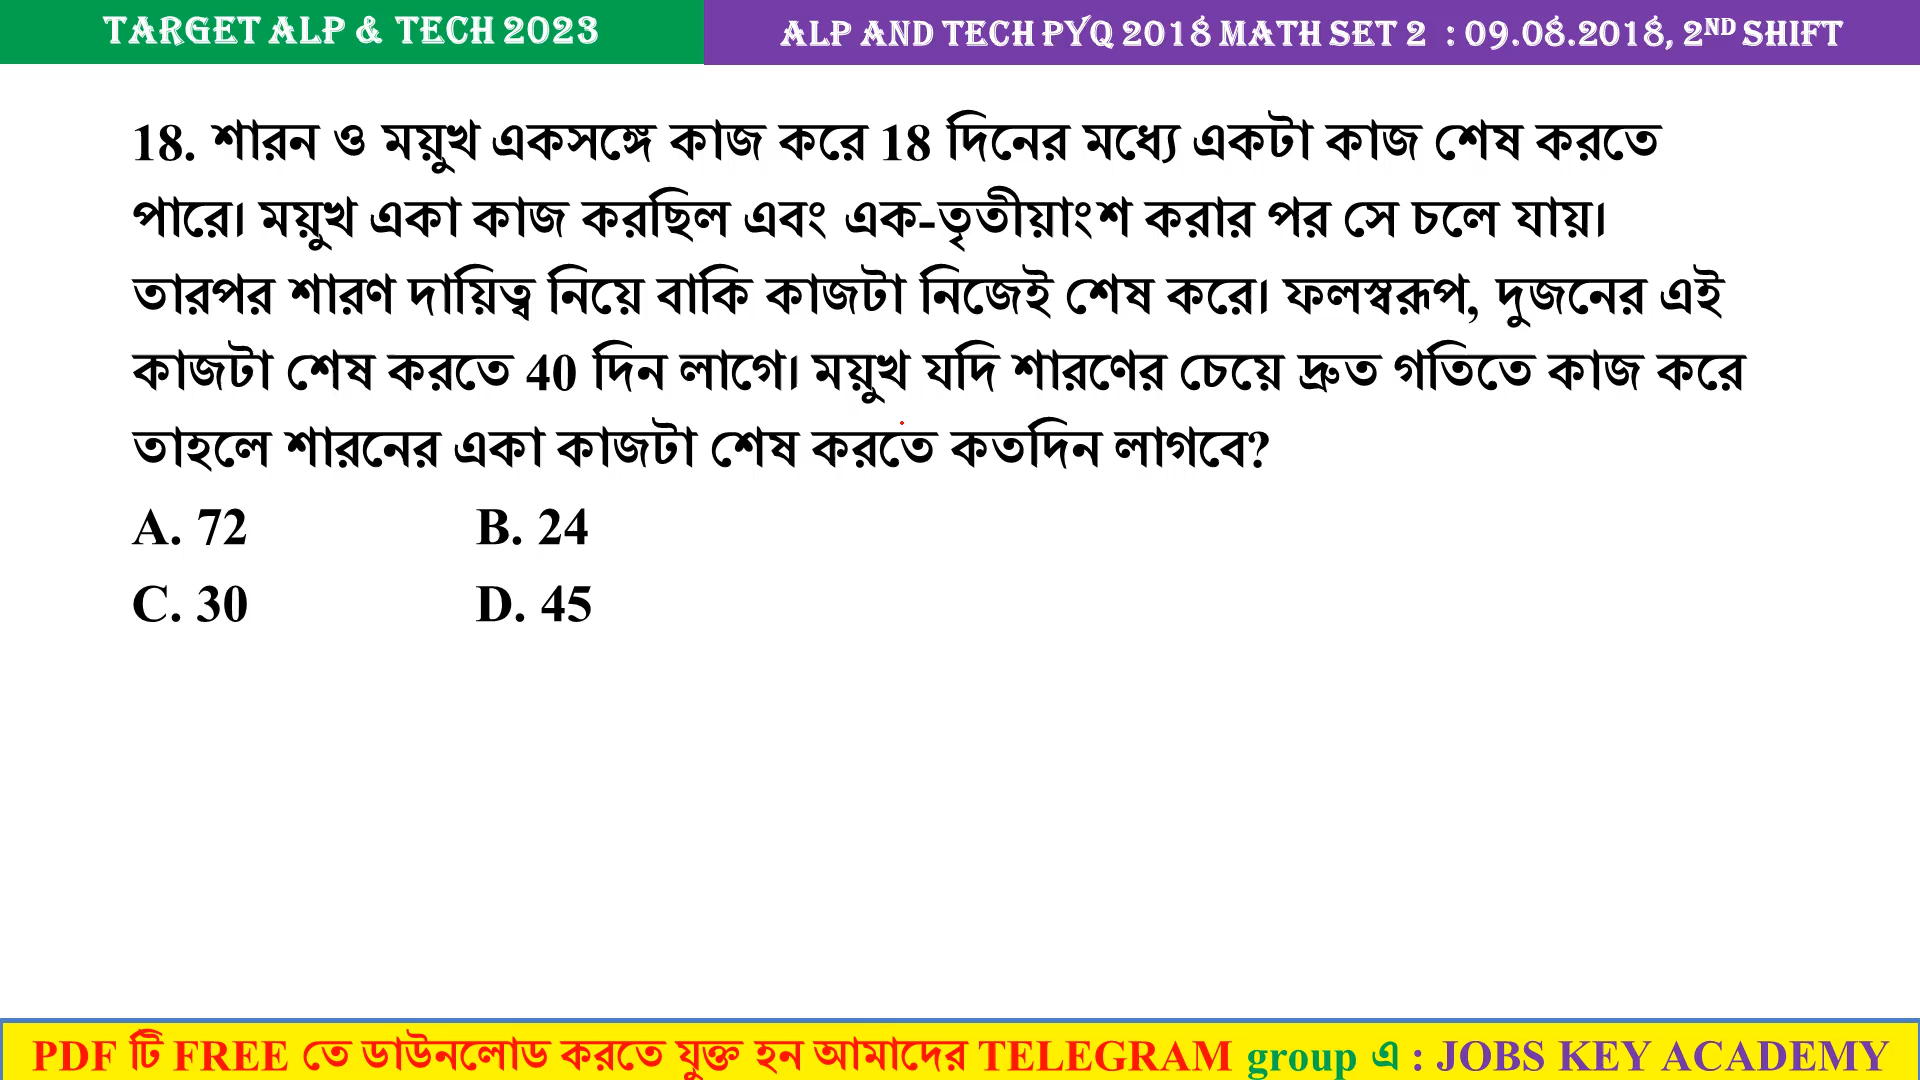 TARGET ALP & TECH 2023
ALP AND TECH PYQ 2018 MATH SET 2 : 09.08.2018, 2ND SHIFT
18. শারন ও ময়ুখ একসঙ্গে কাজ করে 18 দিনের মধ্যে একটা কাজ শেষ করতে
পারে। ময়ুখ একা কাজ করছিল এবং এক-তৃতীয়াংশ করার পর সে চলে যায়।
তারপর শারণ দায়িত্ব নিয়ে বাকি কাজটা নিজেই শেষ করে। ফলস্বরূপ, দুজনের এই
কাজটা শেষ করতে 40 দিন লাগে। ময়ুখ যদি শারণের চেয়ে দ্রুত গতিতে কাজ করে
তাহলে শারনের একা কাজটা শেষ করতে কতদিন লাগবে?
A. 72 B. 24
C. 30 D. 45
PDF টি FREE তে ডাউনলোড করতে যুক্ত হন আমাদের TELEGRAM group এ : JOBS KEY ACADEMY